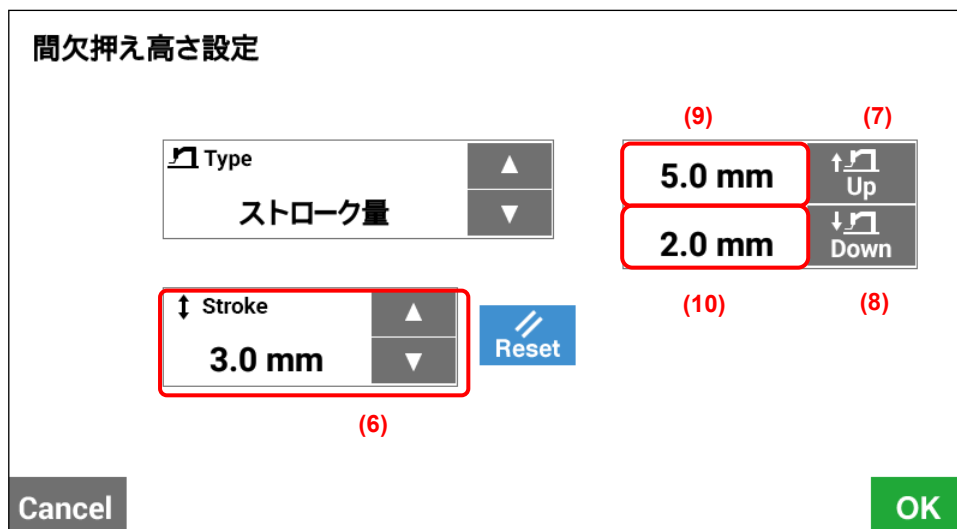 間欠押え高さ設定
(9)
(7)
Type
▲
ストローク量
▼
5.0 mm
Up
2.0 mm
Down
(10)
(8)
Stroke
▲
3.0 mm
▼
Reset
(6)
Cancel
OK